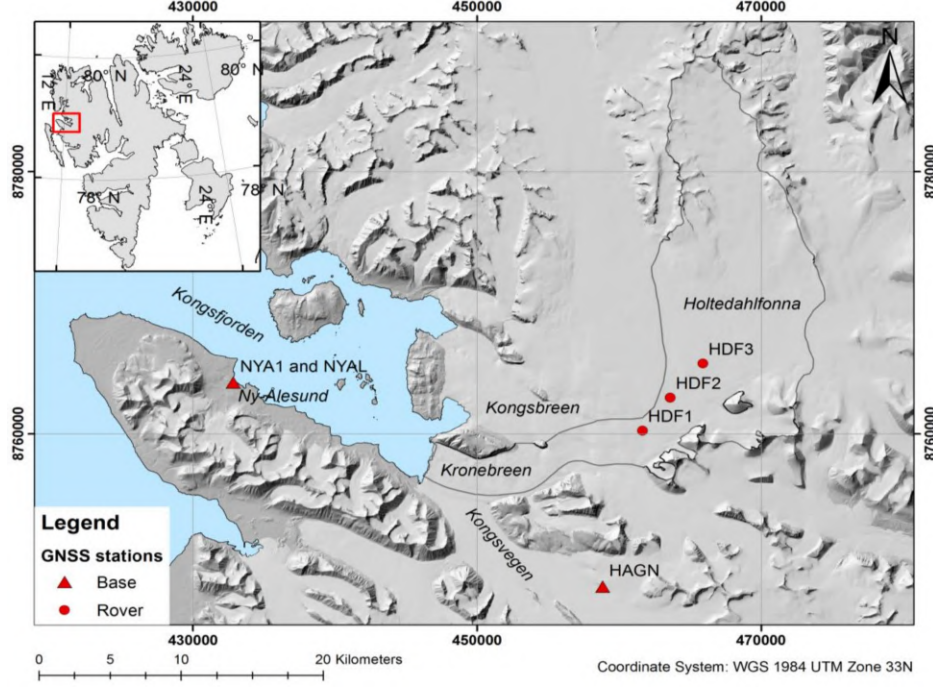 430000
450000
470000
80° N
80° N
12° E
24° E
N
8780000
8780000
78° N
78° N
24° E
Kongsfjorden
Holtedahlfonna
HDF3
NYA1 and NYAL
HDF2
Ny-Ålesund
Kongsbreen
HDF1
8760000
8760000
Kronebreen
Legend
GNSS stations
Kongsvegen
Base
HAGN
Rover
430000
450000
470000
0 5 10 20 Kilometers
Coordinate System: WGS 1984 UTM Zone 33N